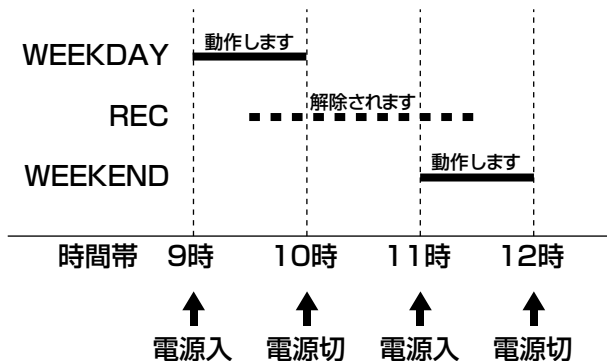 動作します
WEEKDAY
解除されます
REC
動作します
WEEKEND
時間帯 9時 10時 11時 12時
電源入 電源切 電源入 電源切